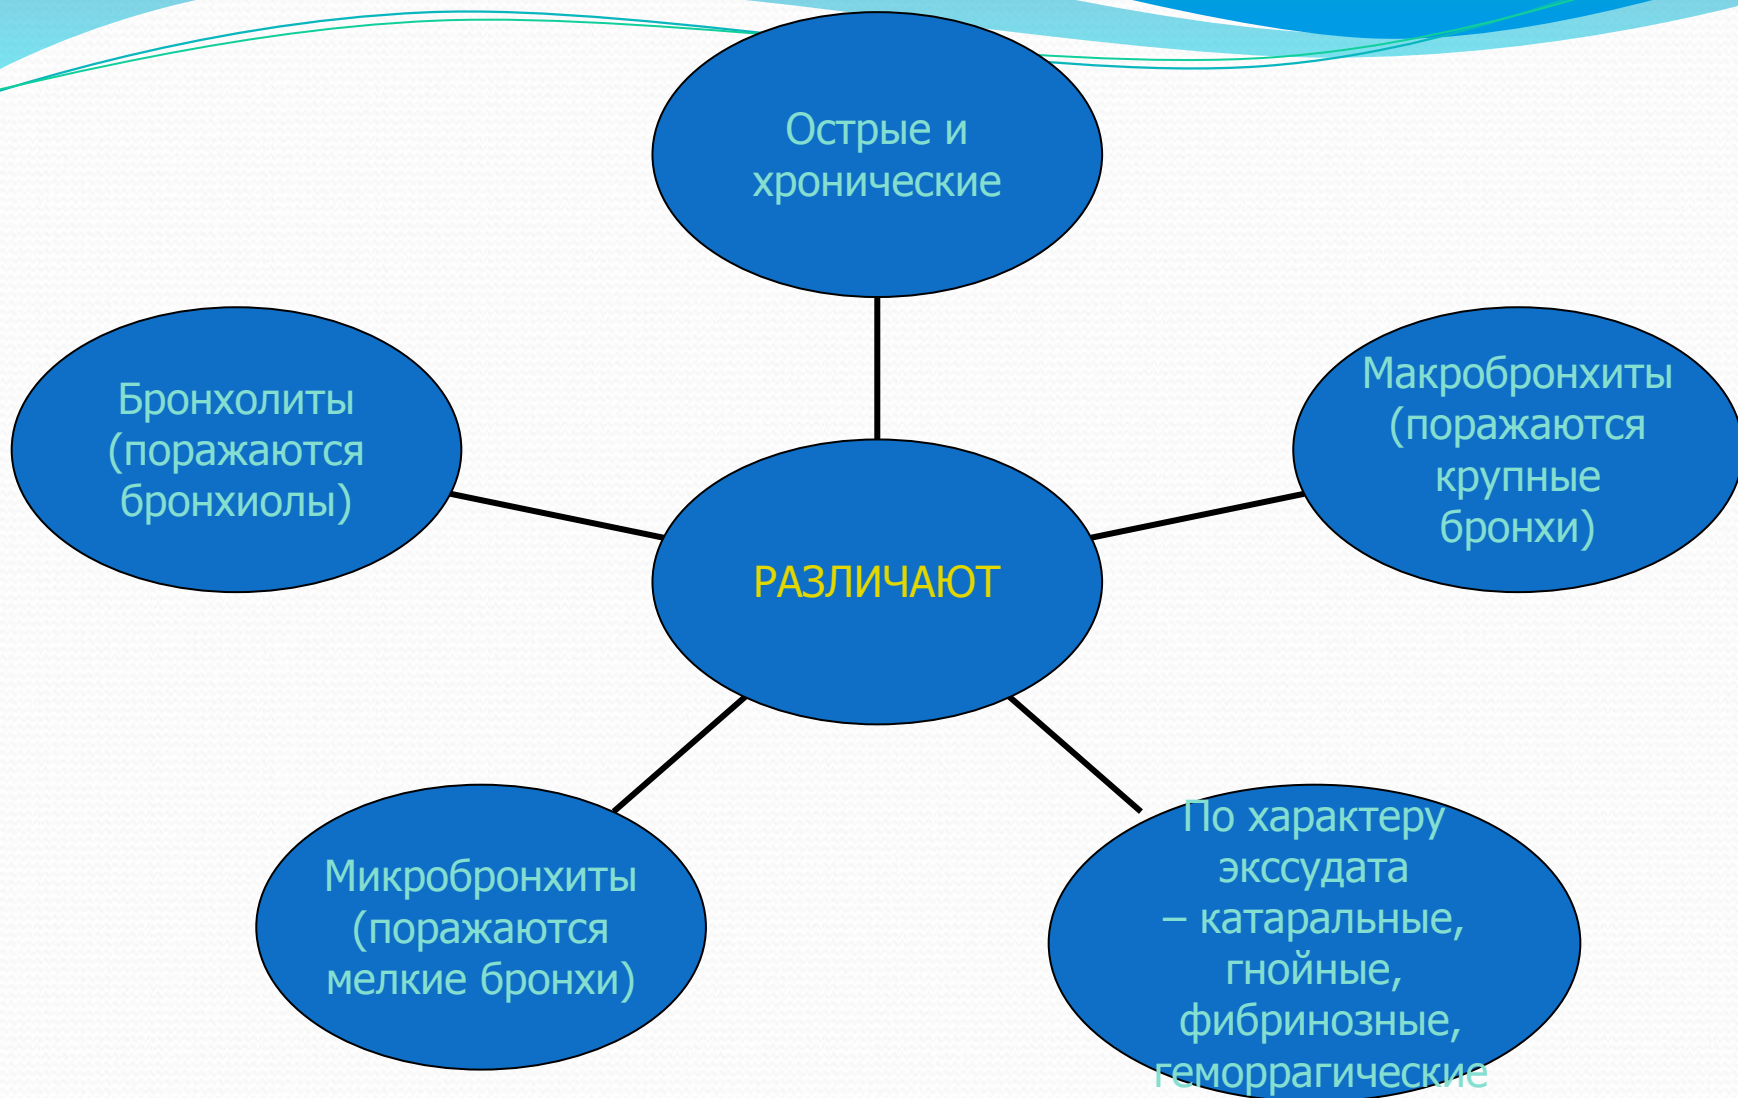 Острые и
хронические
Бронхолиты
(поражаются
бронхиолы)
Макробронхиты
(поражаются
крупные
бронхи)
РАЗЛИЧАЮТ
Микробронхиты
(поражаются
мелкие бронхи)
По характеру
экссудата
– катаральные,
гнойные,
фибринозные,
геморрагические